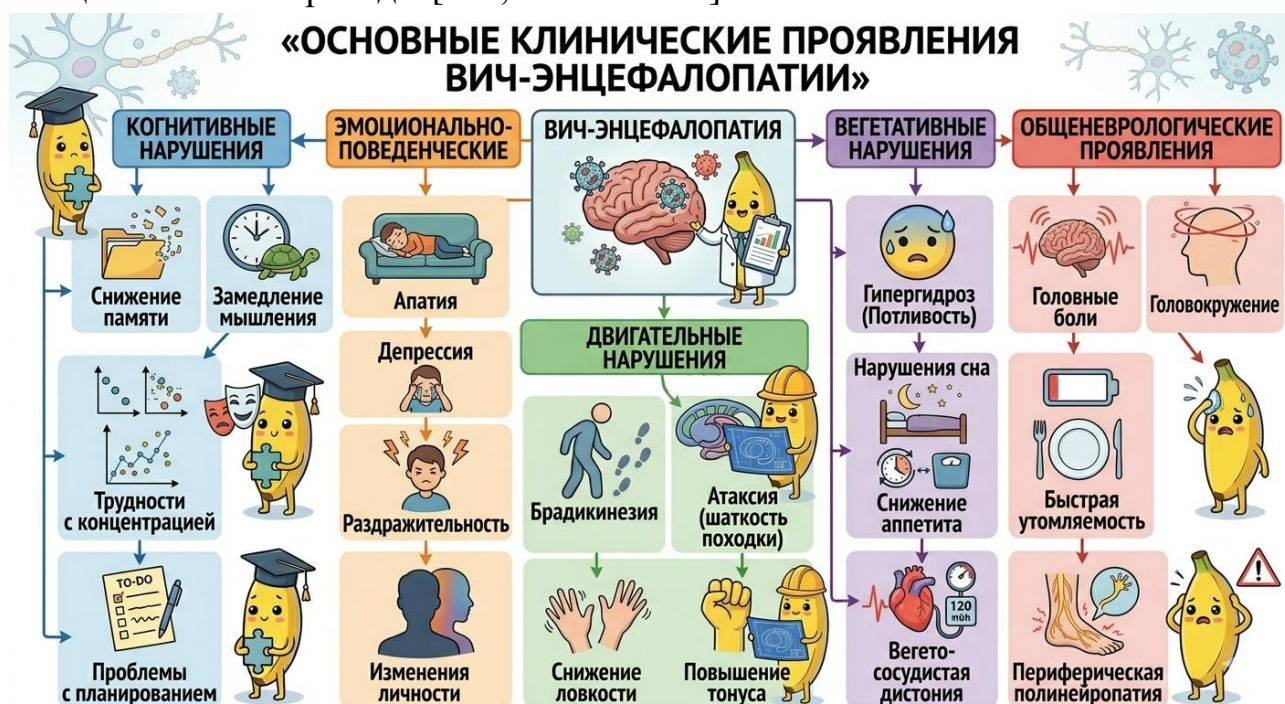 «ОСНОВНЫЕ КЛИНИЧЕСКИЕ ПРОЯВЛЕНИЯ
ВИЧ-ЭНЦЕФАЛОПАТИИ»
КОГНИТИВНЫЕ
НАРУШЕНИЯ
Снижение
памяти
Замедление
мышления
Трудности
с концентрацией
TO-DO
Проблемы
с планированием
ЭМОЦИОНАЛЬНО-
ПОВЕДЕНЧЕСКИЕ
Апатия
Депрессия
Раздражительность
Изменения
личности
ВИЧ-ЭНЦЕФАЛОПАТИЯ
ДВИГАТЕЛЬНЫЕ
НАРУШЕНИЯ
Брадикинезия
Атаксия
(шаткость
походки)
Снижение
ловкости
Повышение
тонуса
ВЕГЕТАТИВНЫЕ
НАРУШЕНИЯ
Гипергидроз
(Потливость)
Нарушения сна
Снижение
аппетита
120
Вегето-
сосудистая
дистония
ОБЩЕНЕВРОЛОГИЧЕСКИЕ
ПРОЯВЛЕНИЯ
Головные
боли
Головокружение
Быстрая
утомляемость
Периферическая
полинейропатия